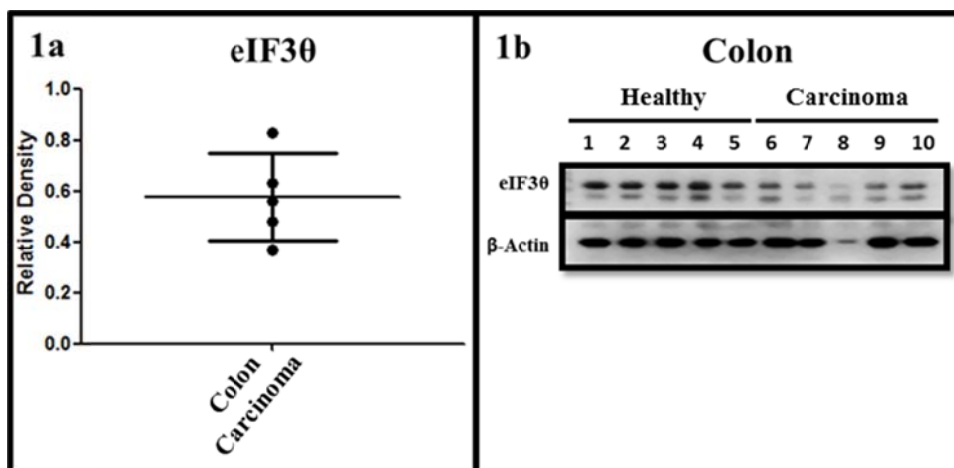 1a
eIF3θ
Relative Density
1.0
0.8
0.6
0.4
0.2
0.0
Colon
Carcinoma
1b
Colon
Healthy Carcinoma
1 2 3 4 5 6 7 8 9 10
eIF3θ
β-Actin